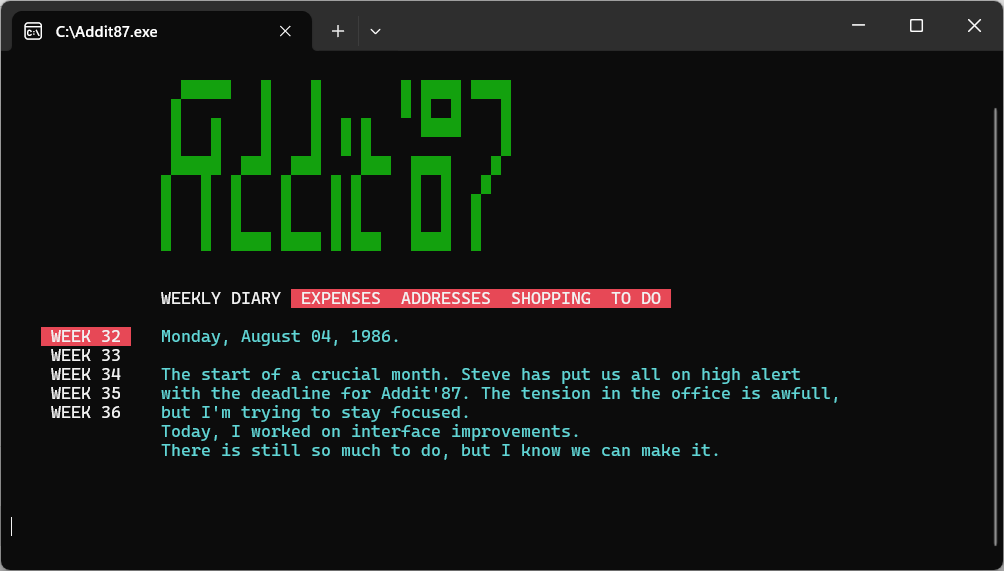 C:\Addit87.exe
Addit '87
WEEKLY DIARY EXPENSES ADDRESSES SHOPPING TO DO
WEEK 32 Monday, August 04, 1986.
WEEK 33
WEEK 34 The start of a crucial month. Steve has put us all on high alert
WEEK 35 with the deadline for Addit'87. The tension in the office is awfull,
WEEK 36 but I'm trying to stay focused.
Today, I worked on interface improvements.
There is still so much to do, but I know we can make it.